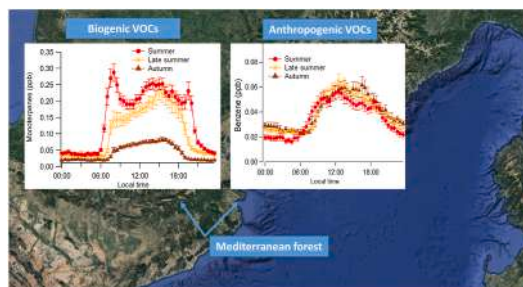 Biogenic VOCs
Anthropogenic VOCs
Monoterpenes (ppb)
0.35
0.30
0.25
0.20
0.15
0.10
0.05
0.00
Summer
Late summer
Autumn
00:00
06:00
12:00
18:00
Local time
Benzene (ppb)
0.08
0.06
0.04
0.02
0.00
Summer
Late summer
Autumn
00:00
06:00
12:00
18:00
Local time
Mediterranean forest